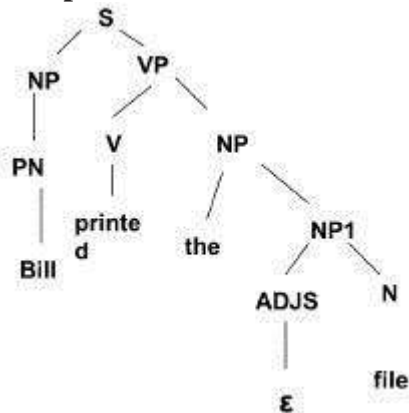 S
NP VP
PN V NP
printe
d
the NP1
Bill
ADJS N
file
ε